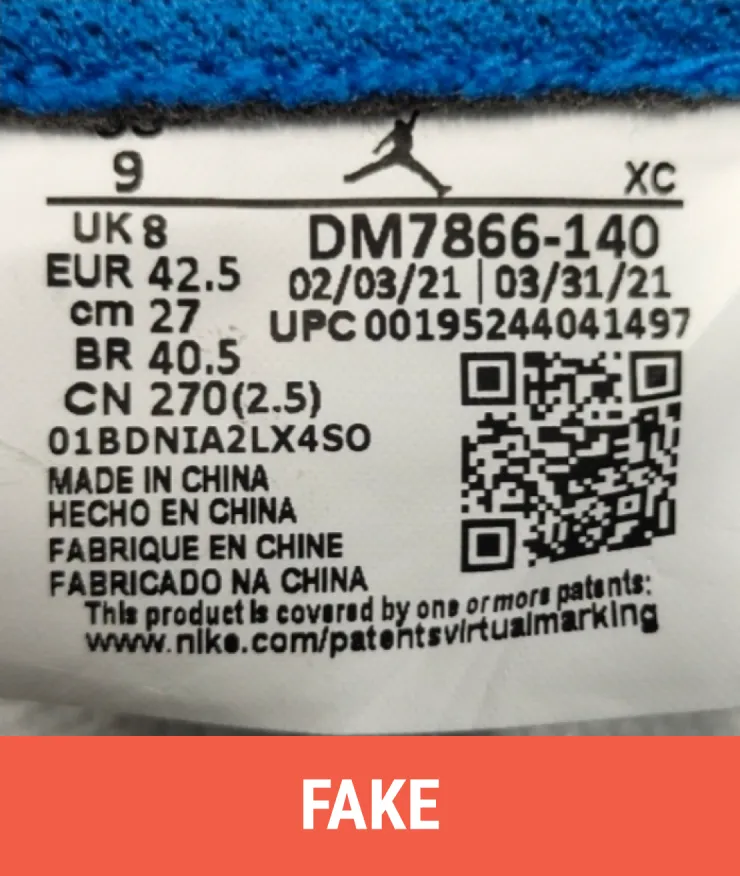 9
XC
UK 8
DM7866-140
EUR 42.5
02/03/21 | 03/31/21
cm 27
UPC 00195244041497
BR 40.5
CN 270(2.5)
01BDNIA2LX4SO
MADE IN CHINA
HECHO EN CHINA
FABRIQUE EN CHINE
FABRICADO NA CHINA
This product is covered by one or more patents:
www.nike.com/patentsvirtualmarking
FAKE